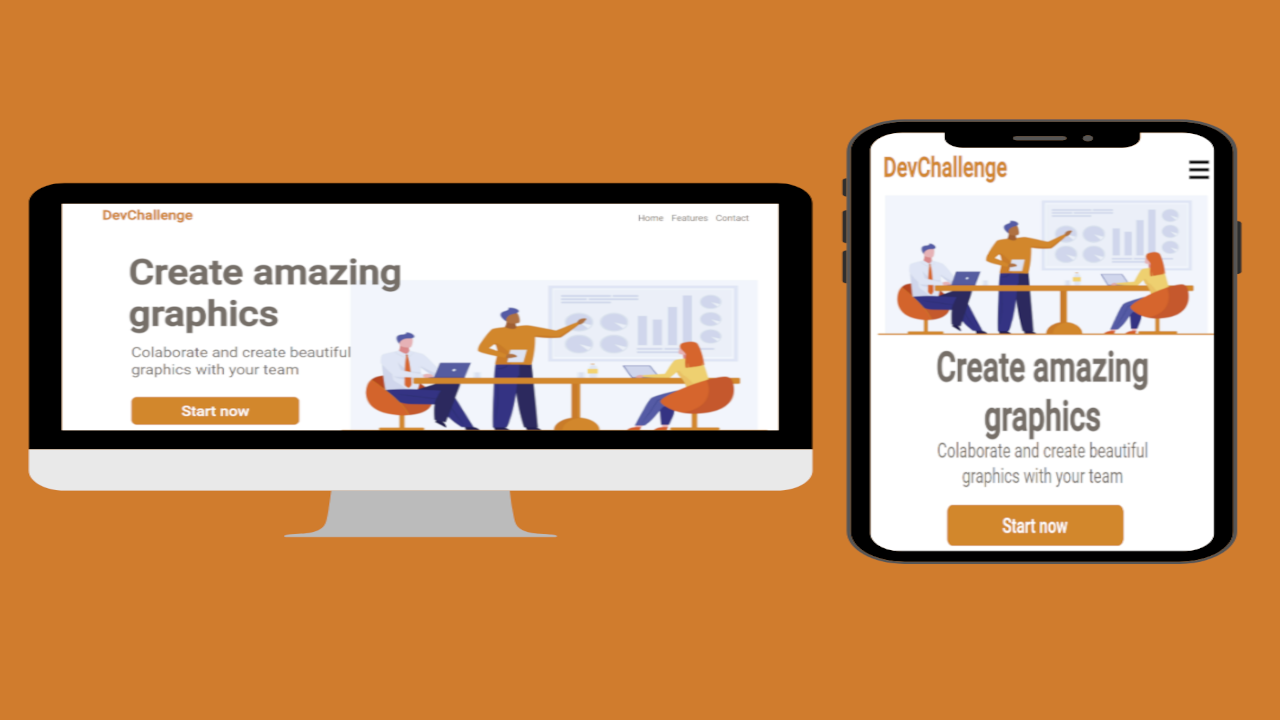 DevChallenge
Home Features Contact
Create amazing
graphics
Colaborate and create beautiful
graphics with your team
Start now
DevChallenge
Create amazing
graphics
Colaborate and create beautiful
graphics with your team
Start now